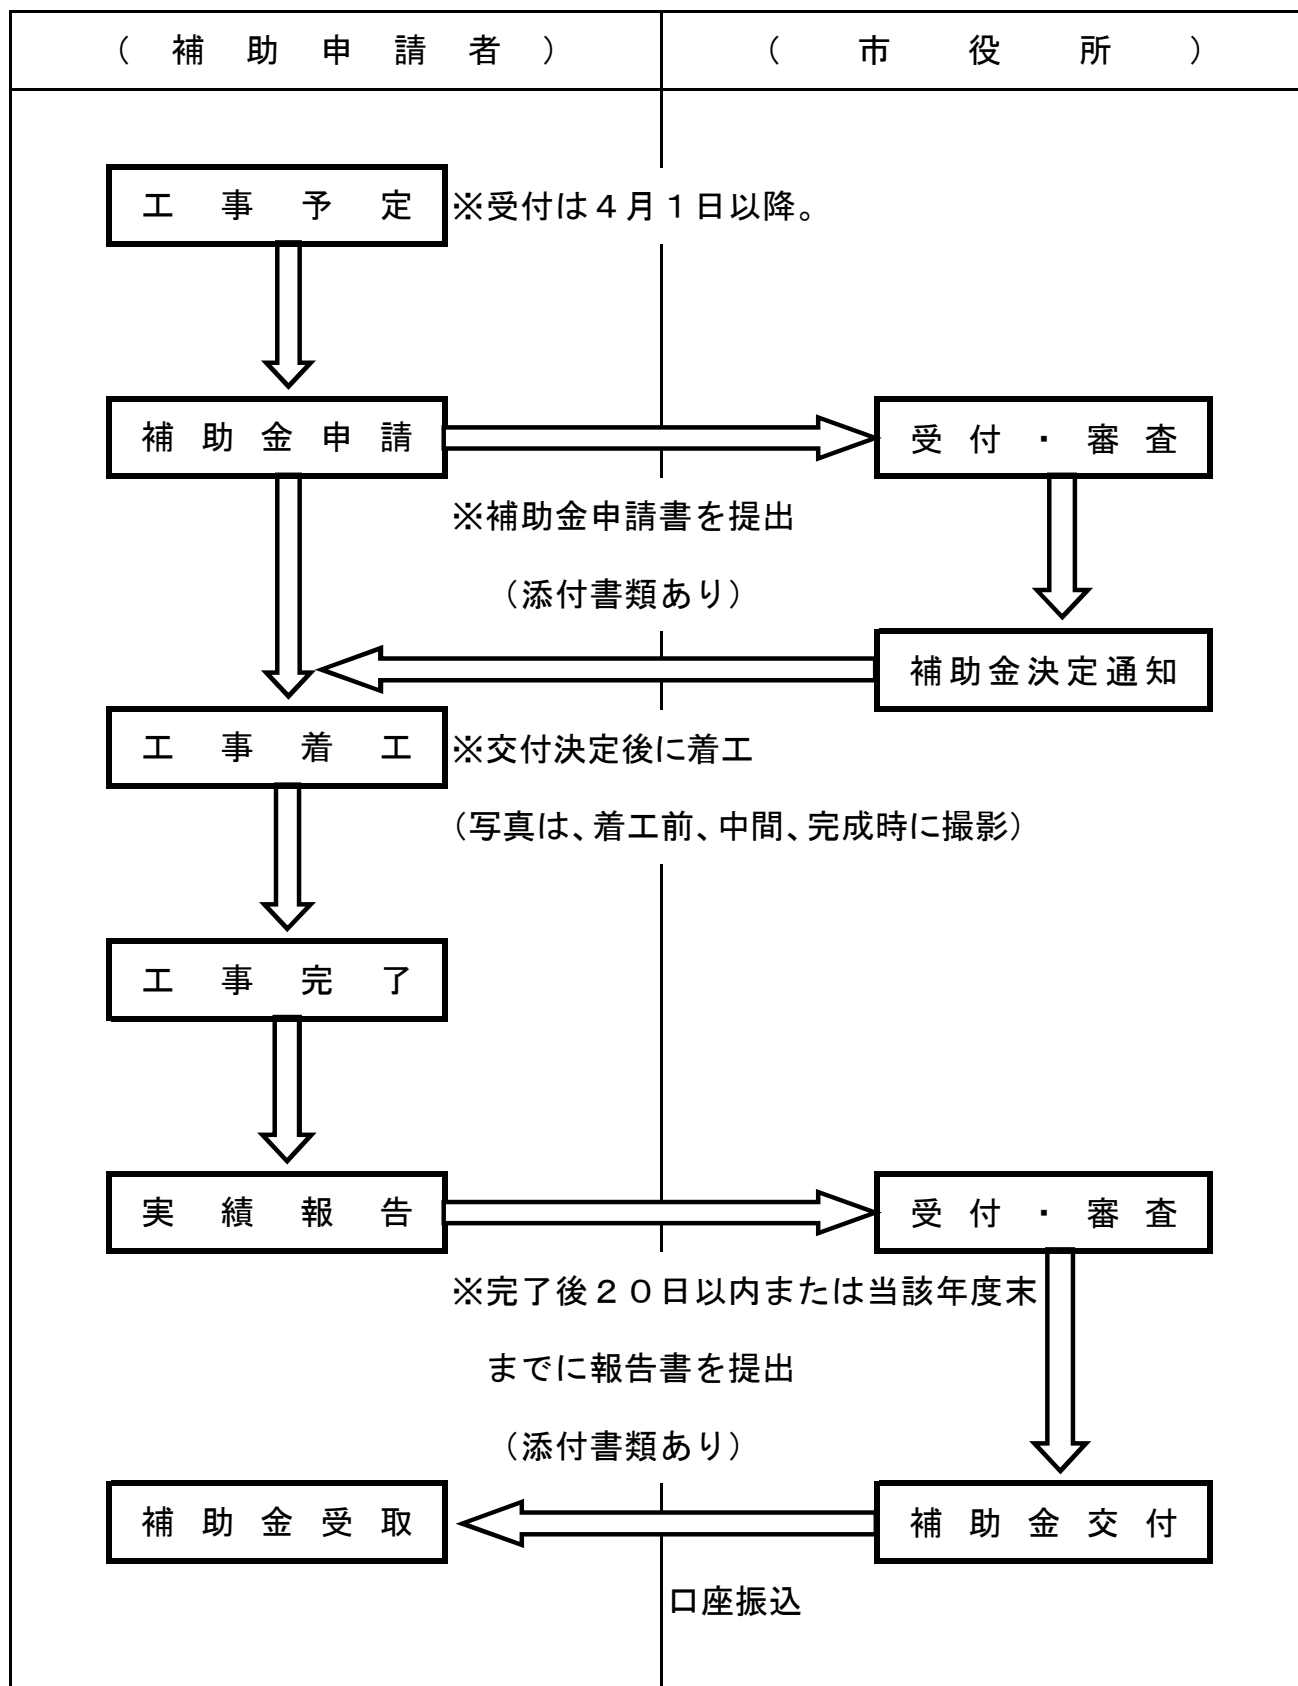 （補助申請者）
（市役所）
工事予定
※受付は４月１日以降。
補助金申請
受付・審査
※補助金申請書を提出
（添付書類あり）
補助金決定通知
工事着工
※交付決定後に着工
（写真は、着工前、中間、完成時に撮影）
工事完了
実績報告
受付・審査
※完了後２０日以内または当該年度末
までに報告書を提出
（添付書類あり）
補助金受取
補助金交付
口座振込